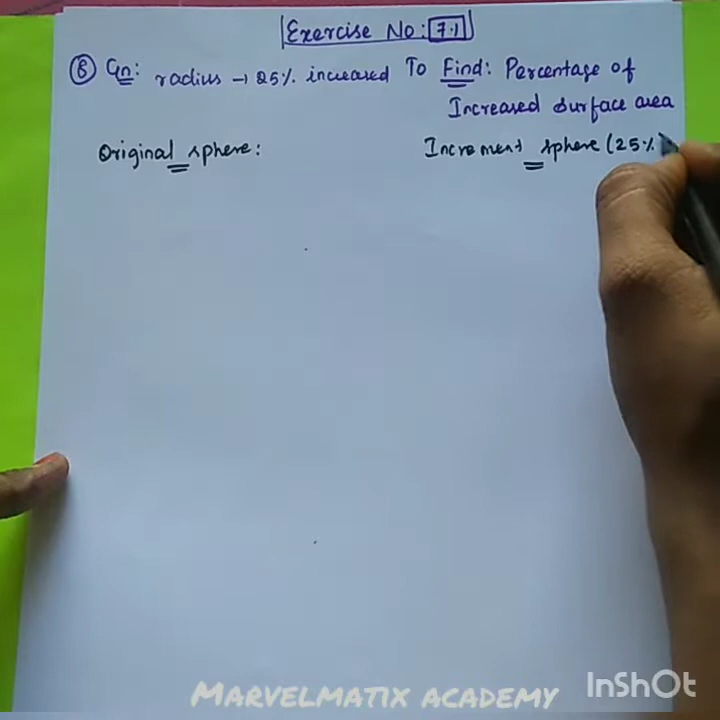 Exercise No: 7.1
⑧ Gn: radius → 25% increased To Find: Percentage of
Increased Surface area
Original sphere:
Increment sphere (25%
MARVELMATIX ACADEMY
InShOt